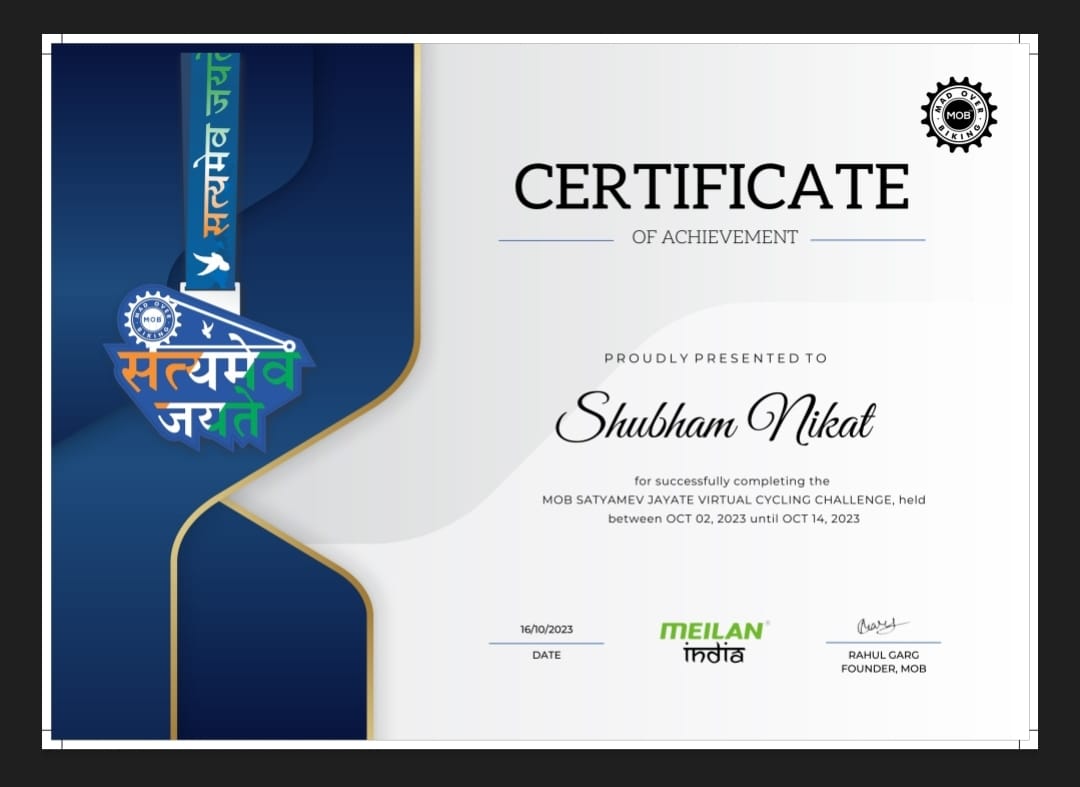 सत्यमेव जयते
MAD OVER
MOB
BIKING
CERTIFICATE
OF ACHIEVEMENT
MAD OVER
MOB
BIKING
सत्यमेव
जयते
PROUDLY PRESENTED TO
Shubham Nikat
for successfully completing the
MOB SATYAMEV JAYATE VIRTUAL CYCLING CHALLENGE, held
between OCT 02, 2023 until OCT 14, 2023
16/10/2023
DATE
MEILAN®
india
RAHUL GARG
FOUNDER, MOB